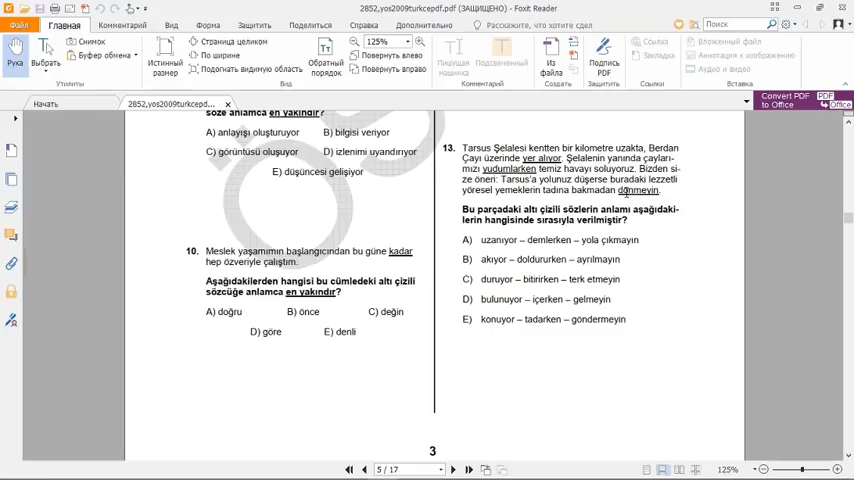 2852,yos2009turkcepdf.pdf (ЗАЩИЩЕНО) - Foxit Reader
Файл
Главная
Комментарий
Вид
Форма
Защитить
Поделиться
Справка
Дополнительно
Расскажите, что хотите сдел
Поиск
Рука
Выбрать
Снимок
Буфер обмена
Утилиты
Истинный размер
Страница целиком
По ширине
Подогнать видимую область
Обратный порядок
125%
Повернуть влево
Повернуть вправо
Вид
Пишущая машинка
Подсвеченный
Комментарий
Из файла
Создать
Подпись PDF
Защитить
Ссылка
Закладка
Ссылки
Вложенный файл
Аннотация к изображению
Аудио и видео
Вставка
Начать
2852,yos2009turkcepdf....
Convert PDF
to Office
PDF
Office
söze anlamca en yakındır?
A) anlayışı oluşturuyor B) bilgisi veriyor
C) görüntüsü oluşuyor D) izlenimi uyandırıyor
E) düşüncesi gelişiyor
10. Meslek yaşamımın başlangıcından bu güne kadar
hep özveriyle çalıştım.
Aşağıdakilerden hangisi bu cümledeki altı çizili
sözcüğe anlamca en yakındır?
A) doğru B) önce C) değin
D) göre E) denli
13. Tarsus Şelalesi kentten bir kilometre uzakta, Berdan
Çayı üzerinde yer alıyor. Şelalenin yanında çayları-
mızı yudumlarken temiz havayı soluyoruz. Bizden si-
ze öneri: Tarsus'a yolunuz düşerse buradaki lezzetli
yöresel yemeklerin tadına bakmadan dönmeyin.
Bu parçadaki altı çizili sözlerin anlamı aşağıdaki-
lerin hangisinde sırasıyla verilmiştir?
A) uzanıyor – demlerken – yola çıkmayın
B) akıyor – doldururken – ayrılmayın
C) duruyor – bitirirken – terk etmeyin
D) bulunuyor – içerken – gelmeyin
E) konuyor – tadarken – göndermeyin
3
5 / 17
125%